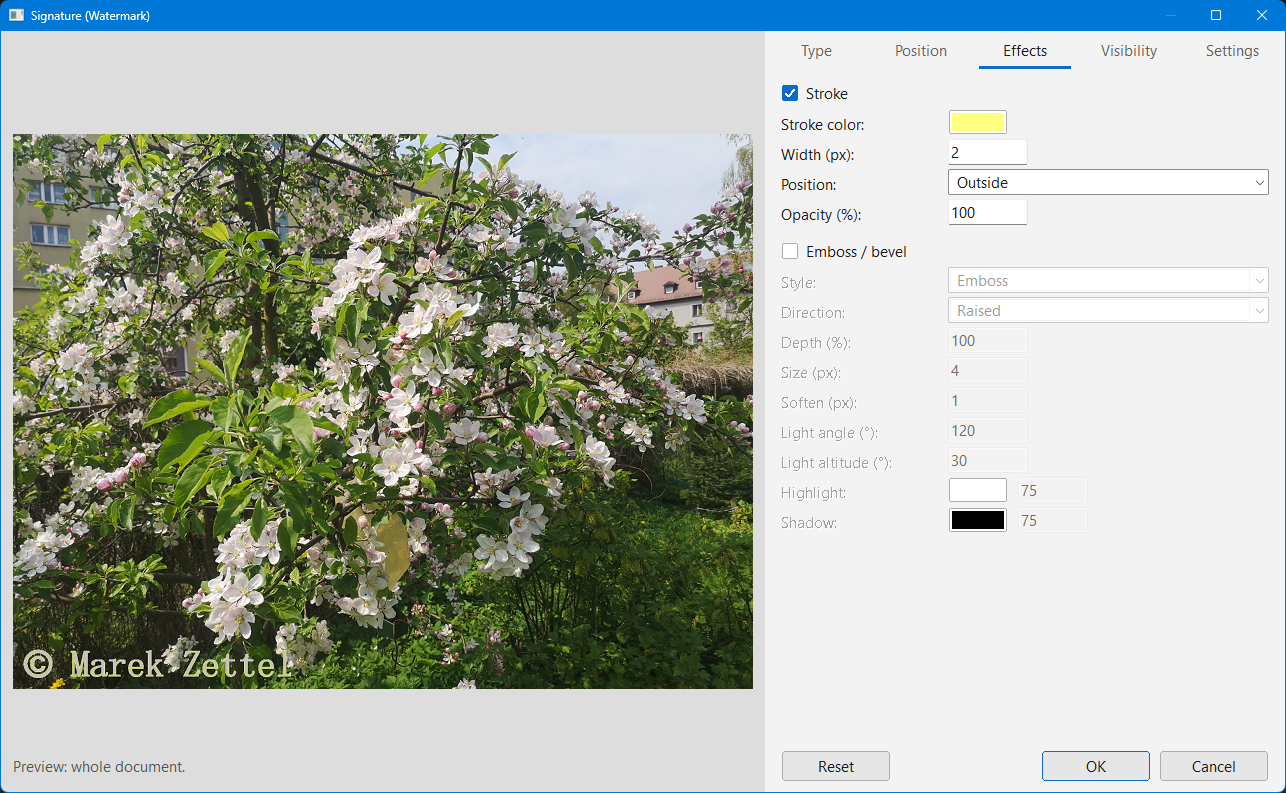 Signature (Watermark)
Type Position Effects Visibility Settings
Stroke
Stroke color:
Width (px): 2
Position: Outside
Opacity (%): 100
Emboss / bevel
Style: Emboss
Direction: Raised
Depth (%): 100
Size (px): 4
Soften (px): 1
Light angle (°): 120
Light altitude (°): 30
Highlight: 75
Shadow: 75
© Marek Zettel
Preview: whole document.
Reset OK Cancel